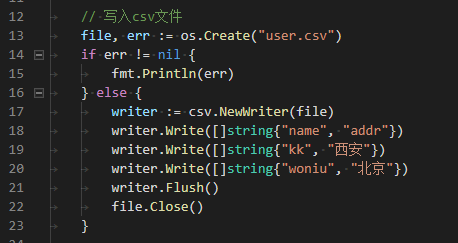 12 // 写入csv文件
13 file, err := os.Create("user.csv")
14 if err != nil {
15 fmt.Println(err)
16 } else {
17 writer := csv.NewWriter(file)
18 writer.Write([]string{"name", "addr"})
19 writer.Write([]string{"kk", "西安"})
20 writer.Write([]string{"woniu", "北京"})
21 writer.Flush()
22 file.Close()
23 }